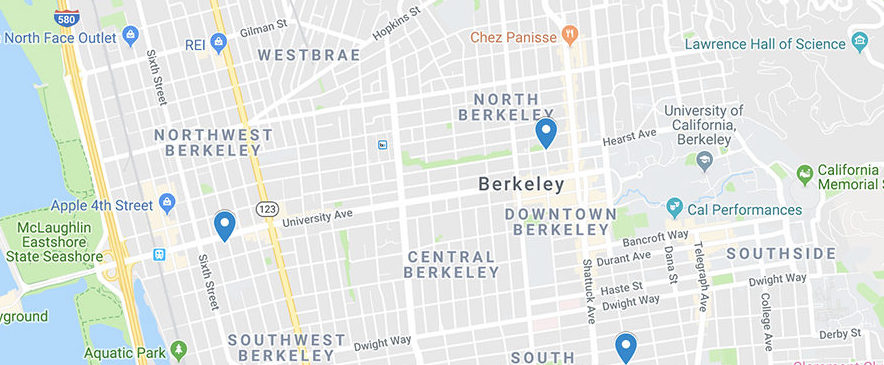 580
North Face Outlet
REI
Gilman St
Hopkins St
Chez Panisse
Lawrence Hall of Science
WESTBRAE
Sixth Street
NORTH
BERKELEY
University of
California,
Berkeley
NORTHWEST
BERKELEY
Hearst Ave
California
Memorial S
Berkeley
Apple 4th Street
123
University Ave
Cal Performances
DOWNTOWN
BERKELEY
McLaughlin
Eastshore
State Seashore
Bancroft Way
Durant Ave
Dana St
Telegraph Ave
SOUTHSIDE
CENTRAL
BERKELEY
Sixth Street
Shattuck Ave
Haste St
Dwight Way
Dwight Way
College Ave
yground
Derby St
SOUTHWEST
BERKELEY
Dwight Way
Aquatic Park
SOUTH